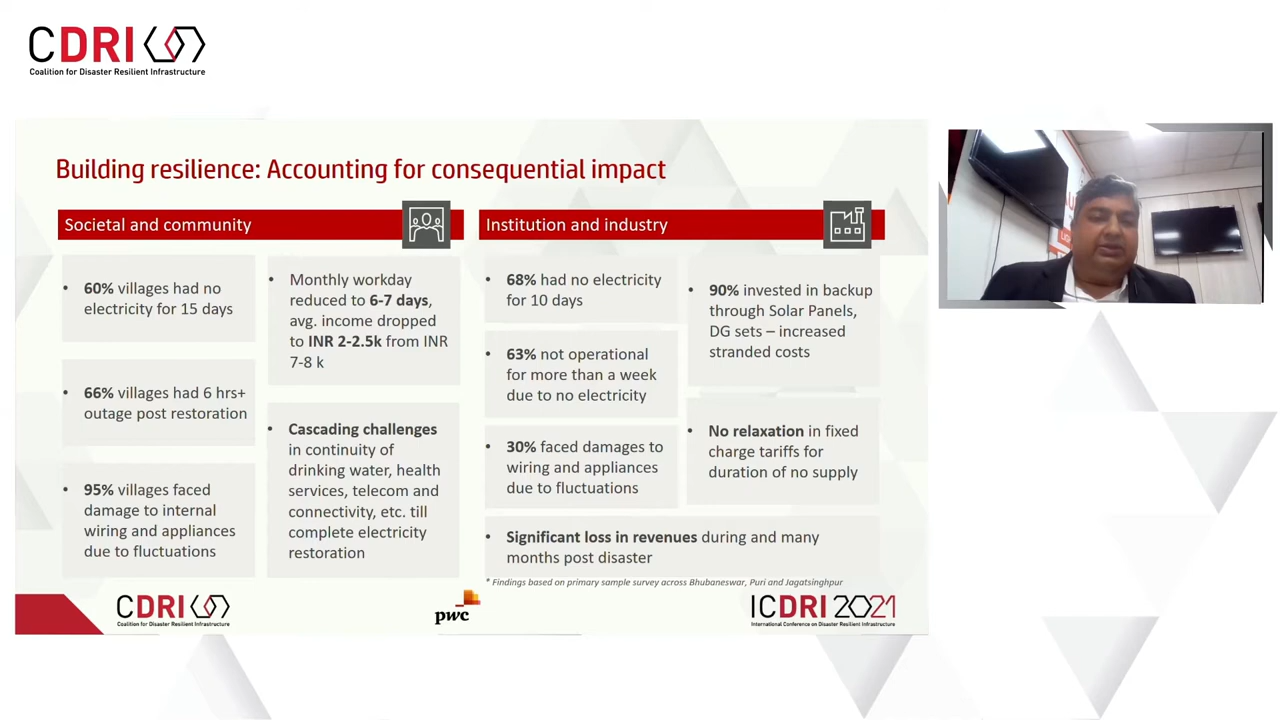 CDRI
Coalition for Disaster Resilient Infrastructure
Building resilience: Accounting for consequential impact
Societal and community
• 60% villages had no
electricity for 15 days
• 66% villages had 6 hrs+
outage post restoration
• 95% villages faced
damage to internal
wiring and appliances
due to fluctuations
• Monthly workday
reduced to 6-7 days,
avg. income dropped
to INR 2-2.5k from INR
7-8 k
• Cascading challenges
in continuity of
drinking water, health
services, telecom and
connectivity, etc. till
complete electricity
restoration
Institution and industry
• 68% had no electricity
for 10 days
• 63% not operational
for more than a week
due to no electricity
• 30% faced damages to
wiring and appliances
due to fluctuations
• 90% invested in backup
through Solar Panels,
DG sets – increased
stranded costs
• No relaxation in fixed
charge tariffs for
duration of no supply
• Significant loss in revenues during and many
months post disaster
* Findings based on primary sample survey across Bhubaneswar, Puri and Jagatsinghpur
CDRI
Coalition for Disaster Resilient Infrastructure
pwc
ICDRI 2021
International Conference on Disaster Resilient Infrastructure